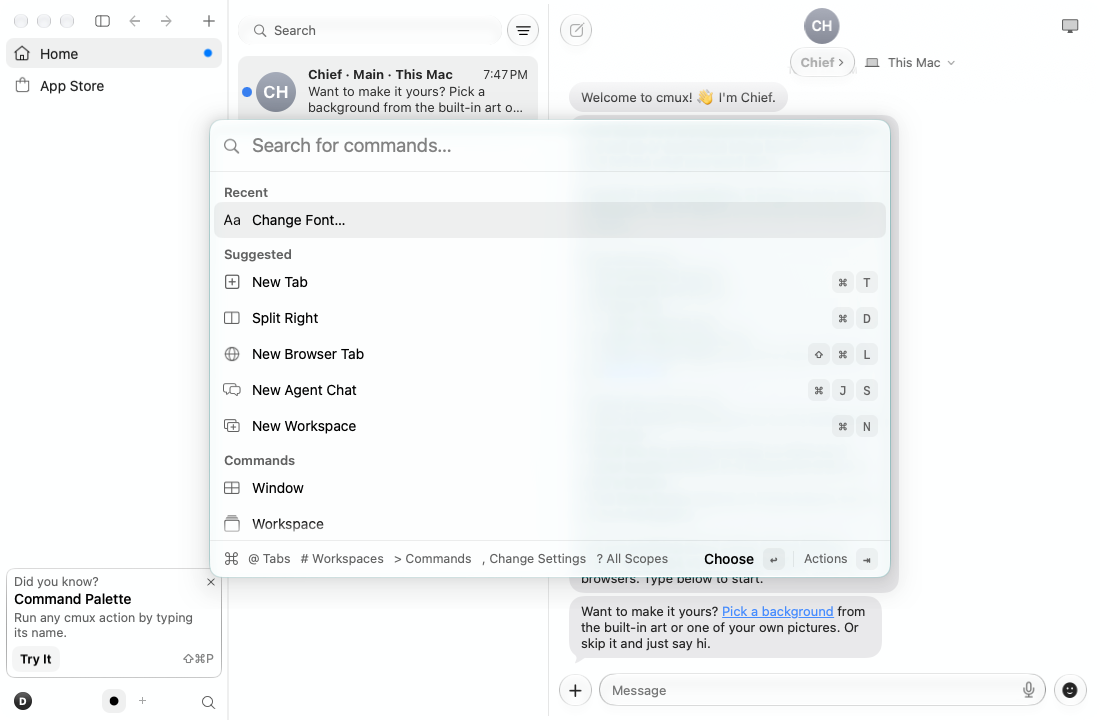 Home
App Store
Search
CH
Chief · Main · This Mac 7:47 PM
Want to make it yours? Pick a
background from the built-in art o...
CH
Chief >
This Mac
Welcome to cmux! 👋 I'm Chief.
Search for commands...
Recent
Aa Change Font...
Suggested
New Tab ⌘ T
Split Right ⌘ D
New Browser Tab ⇧ ⌘ L
New Agent Chat ⌘ J S
New Workspace ⌘ N
Commands
Window
Workspace
⌘ @ Tabs # Workspaces > Commands , Change Settings ? All Scopes Choose ↩ Actions ⇥
browsers. Type below to start.
Want to make it yours? Pick a background from
the built-in art or one of your own pictures. Or
skip it and just say hi.
Message
Did you know?
Command Palette
Run any cmux action by typing
its name.
Try It ⇧⌘P
D